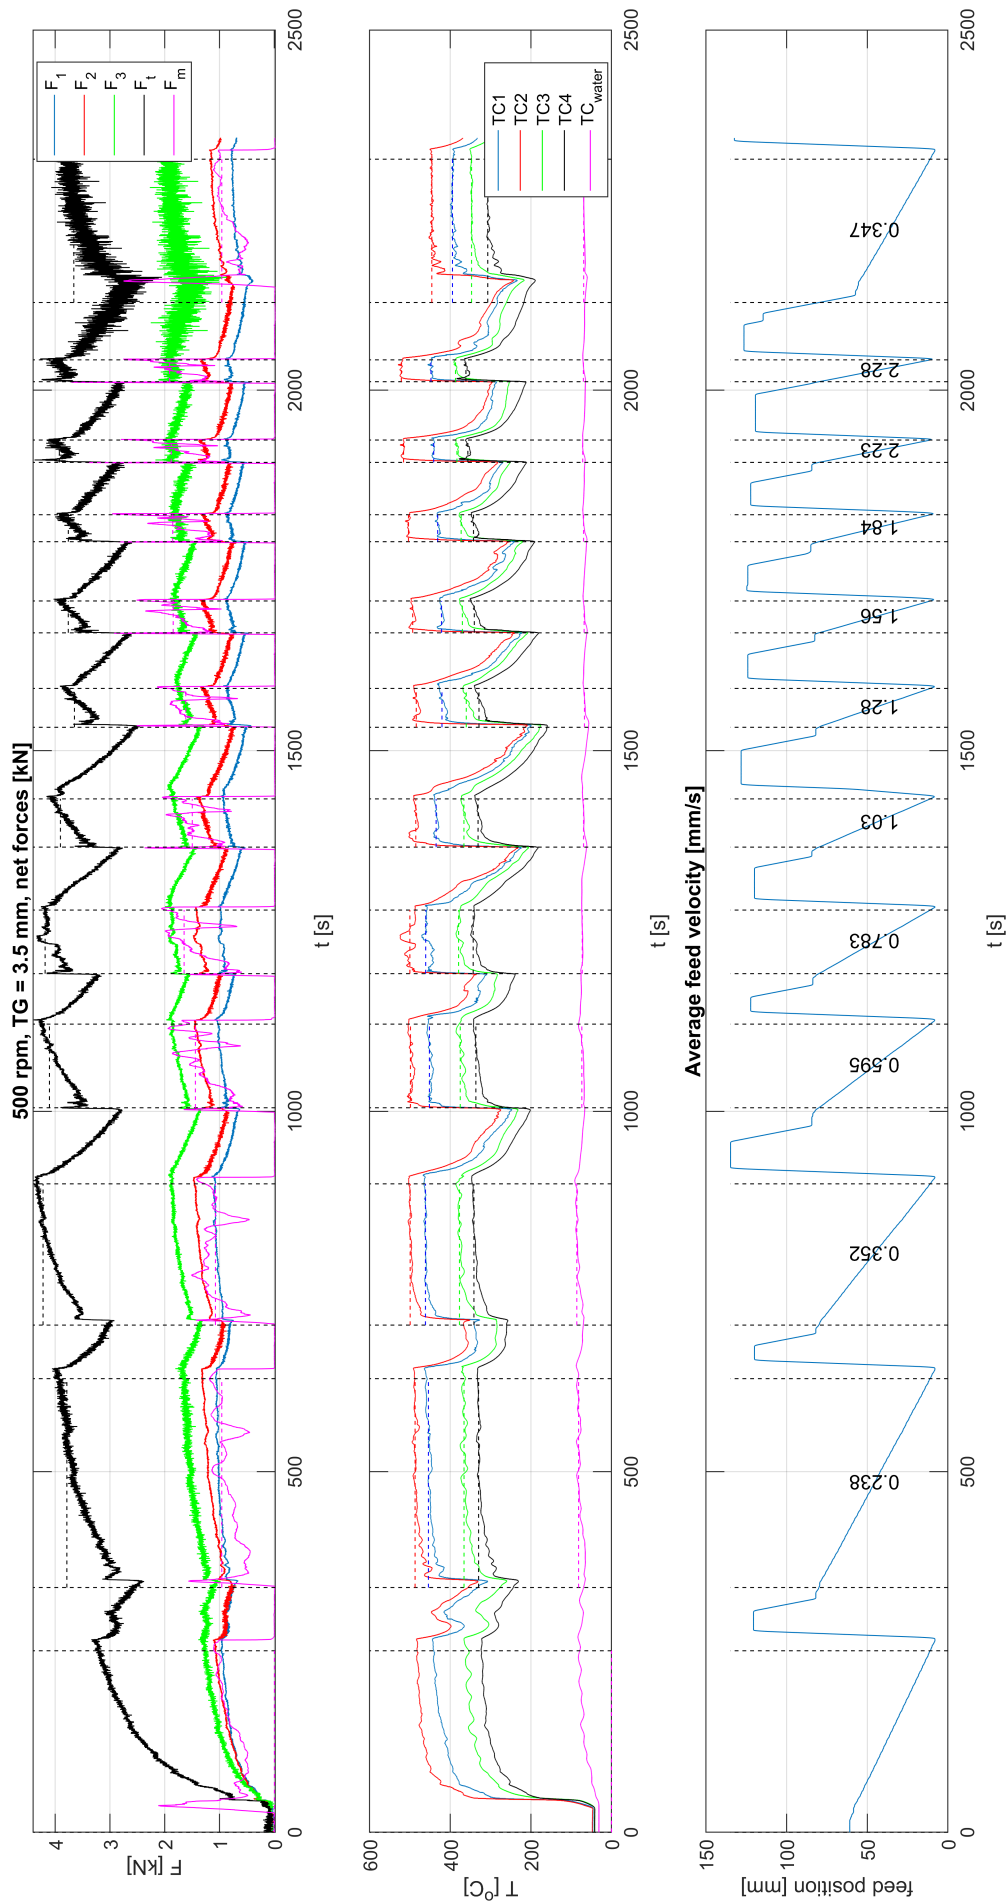 500 rpm, TG = 3.5 mm, net forces [kN]
F [kN]
4
3
2
1
0
F1
F2
F3
Ft
Fm
0
500
1000
1500
2000
2500
t [s]
T [°C]
600
400
200
0
TC1
TC2
TC3
TC4
TCwater
0
500
1000
1500
2000
2500
t [s]
Average feed velocity [mm/s]
feed position [mm]
150
100
50
0
0.238
0.352
0.595
0.783
1.03
1.28
1.56
1.84
2.23
2.28
0.347
0
500
1000
1500
2000
2500
t [s]